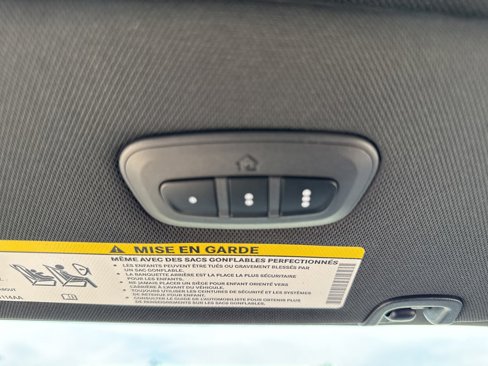 MISE EN GARDE
MÊME AVEC DES SACS GONFLABLES PERFECTIONNÉS
• LES ENFANTS PEUVENT ÊTRE TUÉS OU GRAVEMENT BLESSÉS PAR
UN SAC GONFLABLE.
• LA BANQUETTE ARRIÈRE EST LA PLACE LA PLUS SÉCURITAIRE
POUR LES ENFANTS.
• NE JAMAIS PLACER UN SIÈGE POUR ENFANT ORIENTÉ VERS
L'ARRIÈRE À L'AVANT DU VÉHICULE.
• TOUJOURS UTILISER LES CEINTURES DE SÉCURITÉ ET LES SYSTÈMES
DE RETENUE POUR ENFANT.
• CONSULTER LE GUIDE DE L'AUTOMOBILISTE POUR OBTENIR PLUS
DE RENSEIGNEMENTS SUR LES SACS GONFLABLES.